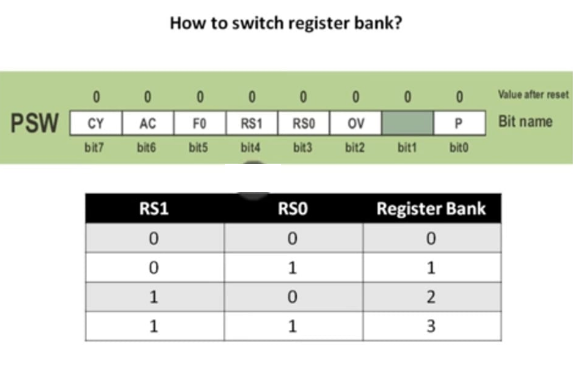 How to switch register bank?
0 0 0 0 0 0 0 0 Value after reset
PSW CY AC F0 RS1 RS0 OV P Bit name
bit7 bit6 bit5 bit4 bit3 bit2 bit1 bit0
RS1 RS0 Register Bank
0 0 0
0 1 1
1 0 2
1 1 3